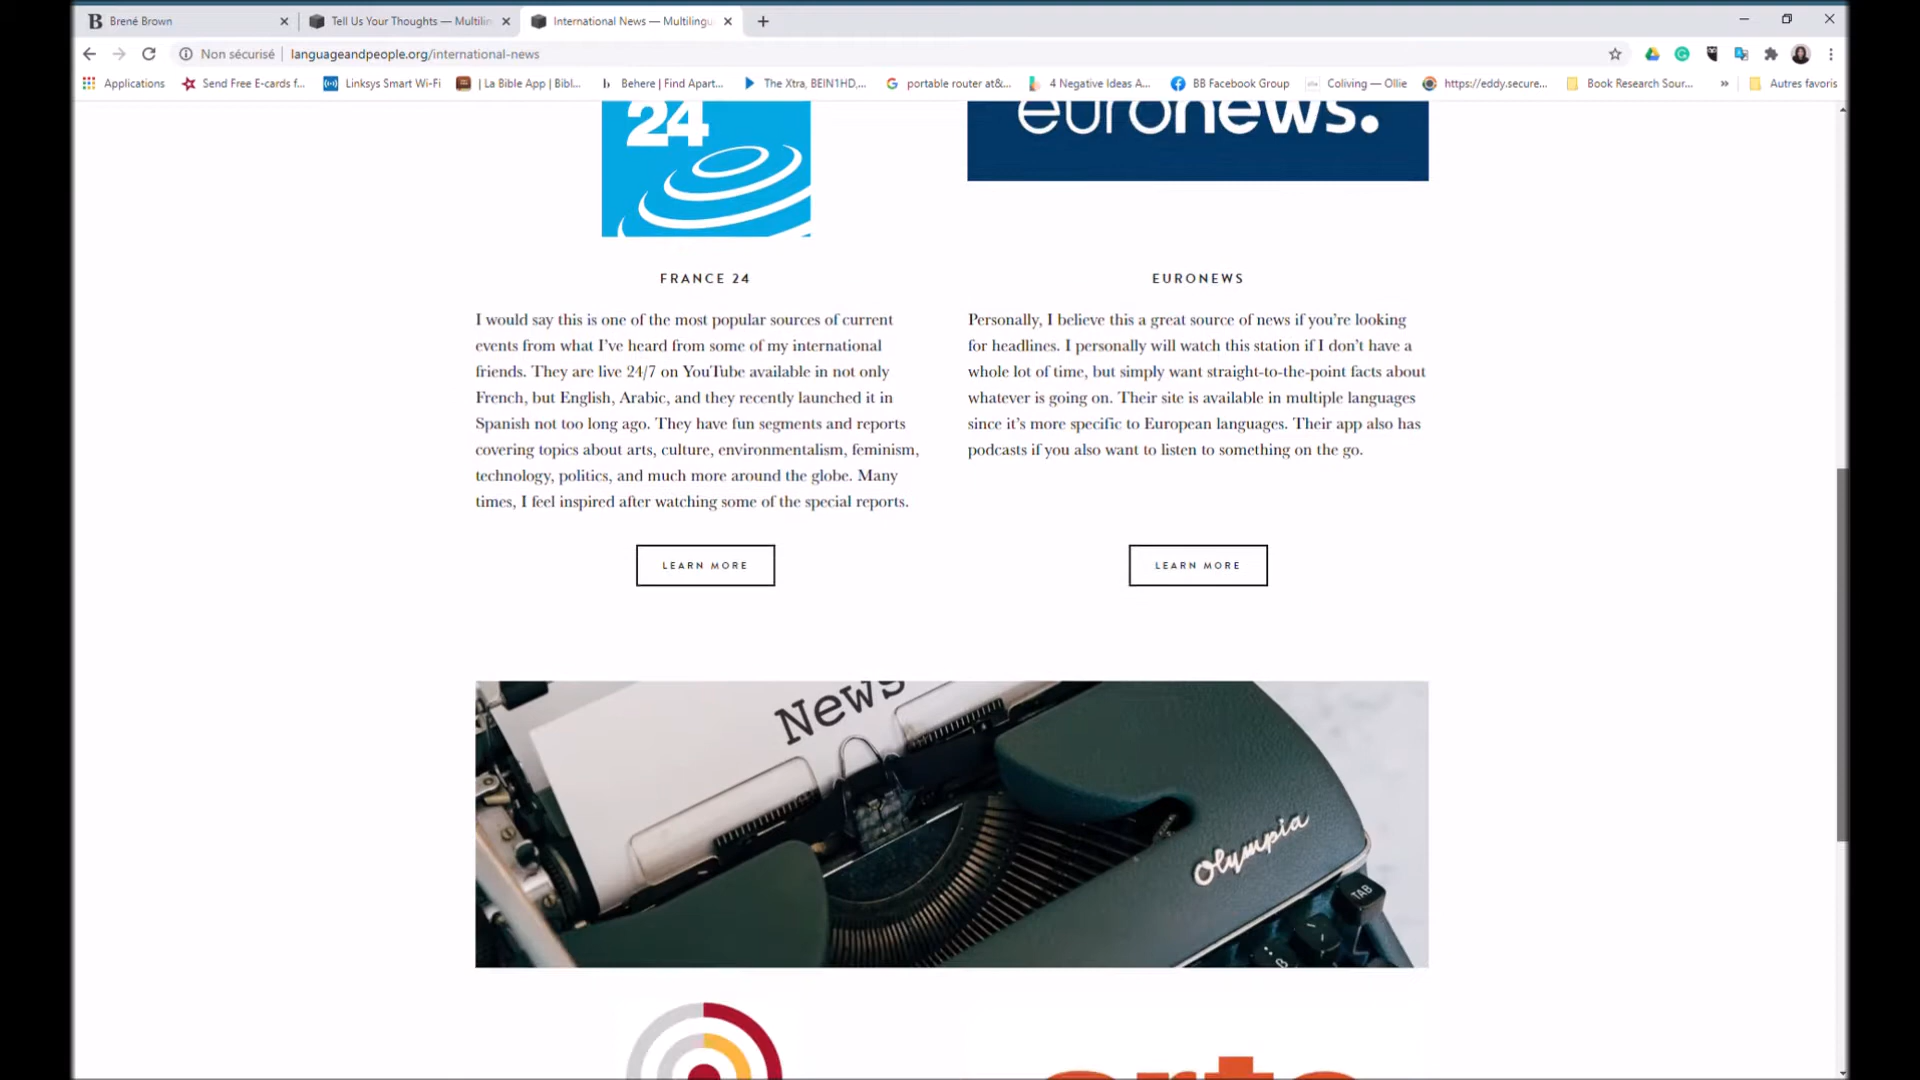 Brené Brown
Tell Us Your Thoughts — Multilin
International News — Multilingu
Non sécurisé
languageandpeople.org/international-news
Applications
Send Free E-cards f...
Linksys Smart Wi-Fi
| La Bible App | Bibl...
Behere | Find Apart...
The Xtra, BEIN1HD,...
portable router at&...
4 Negative Ideas A...
BB Facebook Group
Coliving — Ollie
https://eddy.secure...
Book Research Sour...
»
Autres favoris
24
euronews.
FRANCE 24
I would say this is one of the most popular sources of current
events from what I've heard from some of my international
friends. They are live 24/7 on YouTube available in not only
French, but English, Arabic, and they recently launched it in
Spanish not too long ago. They have fun segments and reports
covering topics about arts, culture, environmentalism, feminism,
technology, politics, and much more around the globe. Many
times, I feel inspired after watching some of the special reports.
LEARN MORE
EURONEWS
Personally, I believe this a great source of news if you're looking
for headlines. I personally will watch this station if I don't have a
whole lot of time, but simply want straight-to-the-point facts about
whatever is going on. Their site is available in multiple languages
since it's more specific to European languages. Their app also has
podcasts if you also want to listen to something on the go.
LEARN MORE
News
Olympia
TAB
arte